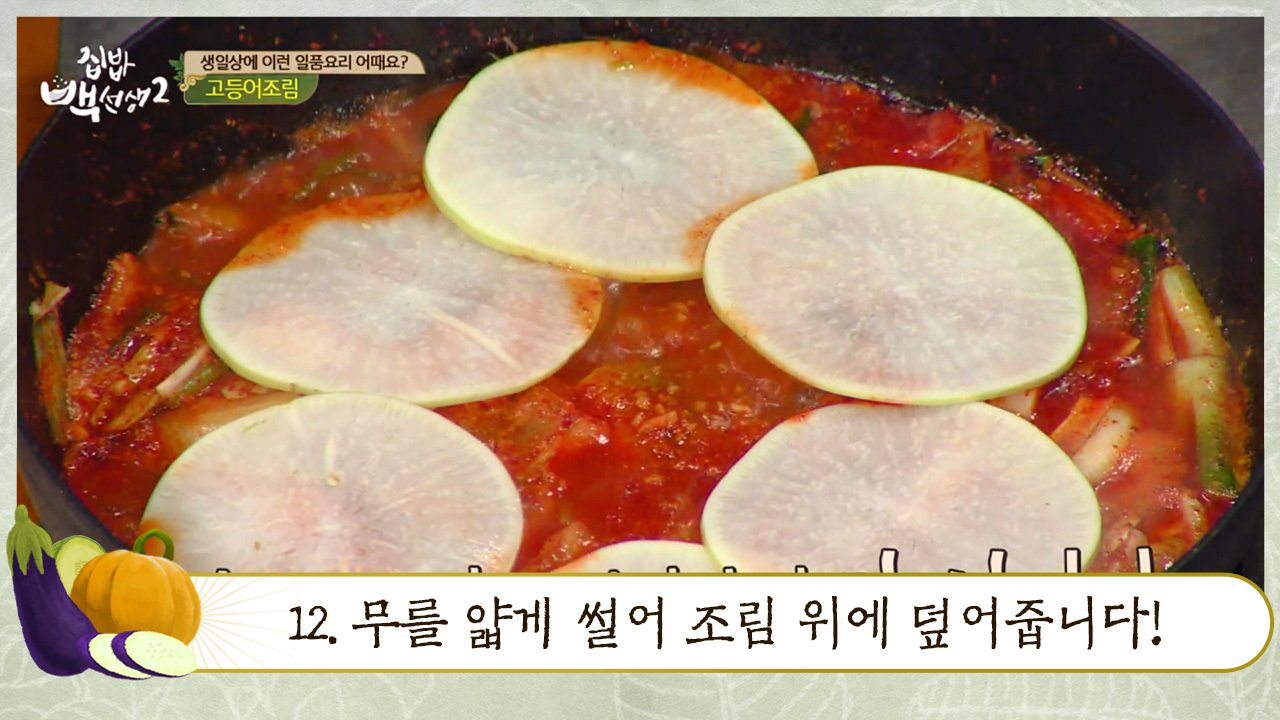 집밥
백선생2
생일상에 이런 일품요리 어때요?
고등어조림
12. 무를 얇게 썰어 조림 위에 덮어줍니다!